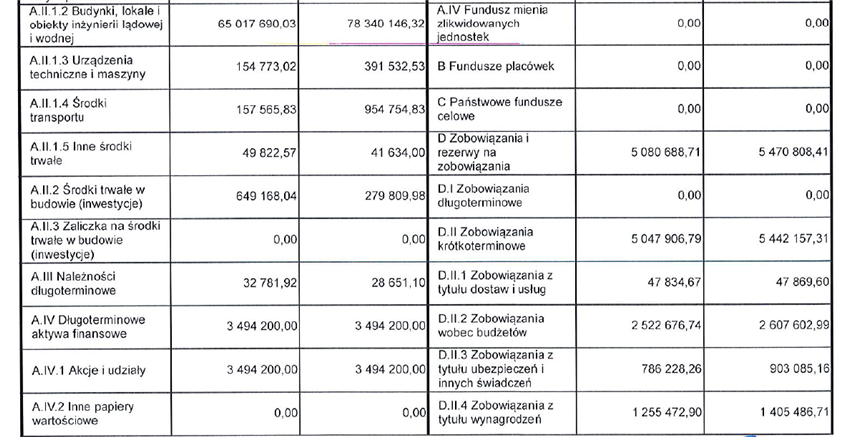 A.II.1.2 Budynki, lokale i
obiekty inżynierii lądowej
i wodnej
65 017 690,03
78 340 146,32
A.IV Fundusz mienia
zlikwidowanych
jednostek
0,00
0,00
A.II.1.3 Urządzenia
techniczne i maszyny
154 773,02
391 532,53
B Fundusze placówek
0,00
0,00
A.II.1.4 Środki
transportu
157 565,83
954 754,83
C Państwowe fundusze
celowe
0,00
0,00
A.II.1.5 Inne środki
trwałe
49 822,57
41 634,00
D Zobowiązania i
rezerwy na
zobowiązania
5 080 688,71
5 470 808,41
A.II.2 Środki trwałe w
budowie (inwestycje)
649 168,04
279 809,98
D.I Zobowiązania
długoterminowe
0,00
0,00
A.II.3 Zaliczka na środki
trwałe w budowie
(inwestycje)
0,00
0,00
D.II Zobowiązania
krótkoterminowe
5 047 906,79
5 442 157,31
A.III Należności
długoterminowe
32 781,92
28 651,10
D.II.1 Zobowiązania z
tytułu dostaw i usług
47 834,67
47 869,60
A.IV Długoterminowe
aktywa finansowe
3 494 200,00
3 494 200,00
D.II.2 Zobowiązania
wobec budżetów
2 522 676,74
2 607 602,99
A.IV.1 Akcje i udziały
3 494 200,00
3 494 200,00
D.II.3 Zobowiązania z
tytułu ubezpieczeń i
innych świadczeń
786 228,26
903 085,16
A.IV.2 Inne papiery
wartościowe
0,00
0,00
D.II.4 Zobowiązania z
tytułu wynagrodzeń
1 255 472,90
1 405 486,71